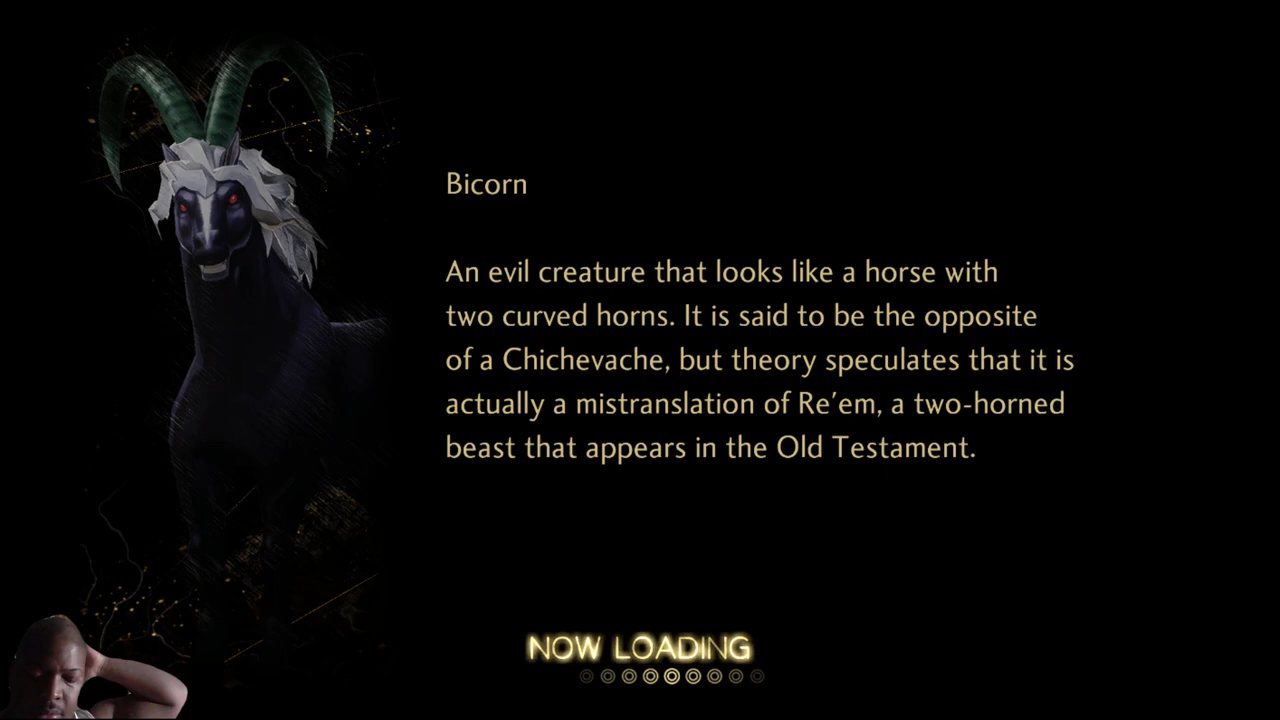 Bicorn
An evil creature that looks like a horse with
two curved horns. It is said to be the opposite
of a Chichevache, but theory speculates that it is
actually a mistranslation of Re'em, a two-horned
beast that appears in the Old Testament.
NOW LOADING